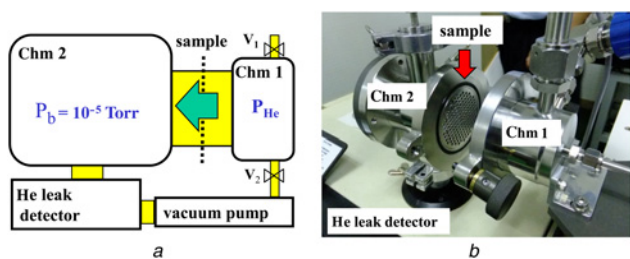 Chm 2
sample
V1
Chm 1
Pb = 10-5 Torr
PHe
V2
He leak
detector
vacuum pump
a
sample
Chm 2
Chm 1
He leak detector
b